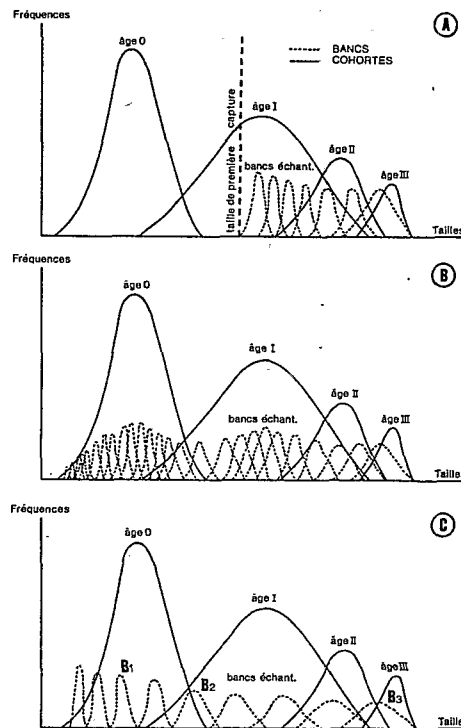 Fréquences
A
âge 0
BANCS
COHORTES
taille de première capture
âge I
bancs échant.
âge II
âge III
Tailles
Fréquences
B
âge 0
âge I
bancs échant.
âge II
âge III
Taille
Fréquences
C
âge 0
âge I
B1
B2
bancs échant.
âge II
âge III
B3
Taille